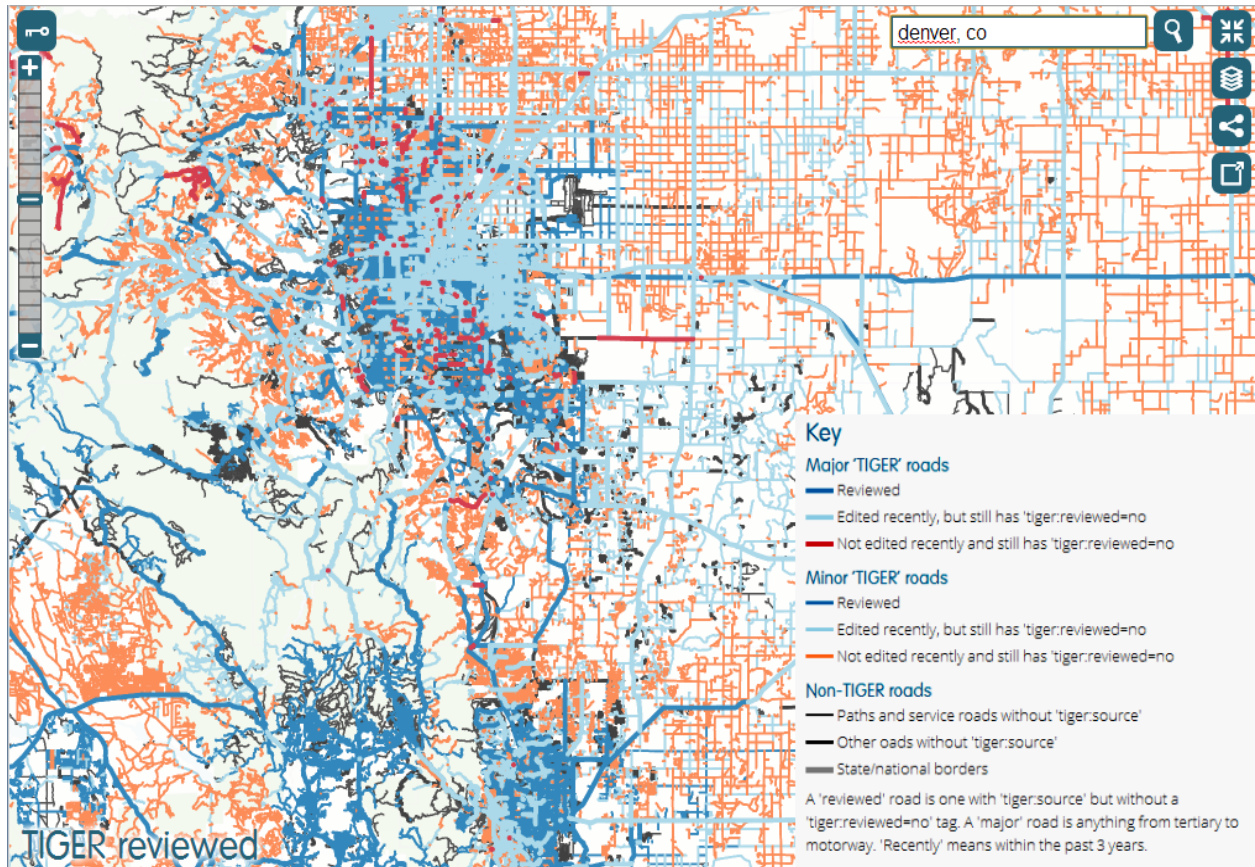 denver, co
Key
Major 'TIGER' roads
Reviewed
Edited recently, but still has 'tiger:reviewed=no
Not edited recently and still has 'tiger:reviewed=no
Minor 'TIGER' roads
Reviewed
Edited recently, but still has 'tiger:reviewed=no
Not edited recently and still has 'tiger:reviewed=no
Non-TIGER roads
Paths and service roads without 'tiger:source'
Other oads without 'tiger:source'
State/national borders
A 'reviewed' road is one with 'tiger:source' but without a
'tiger:reviewed=no' tag. A 'major' road is anything from tertiary to
motorway. 'Recently' means within the past 3 years.
TIGER reviewed